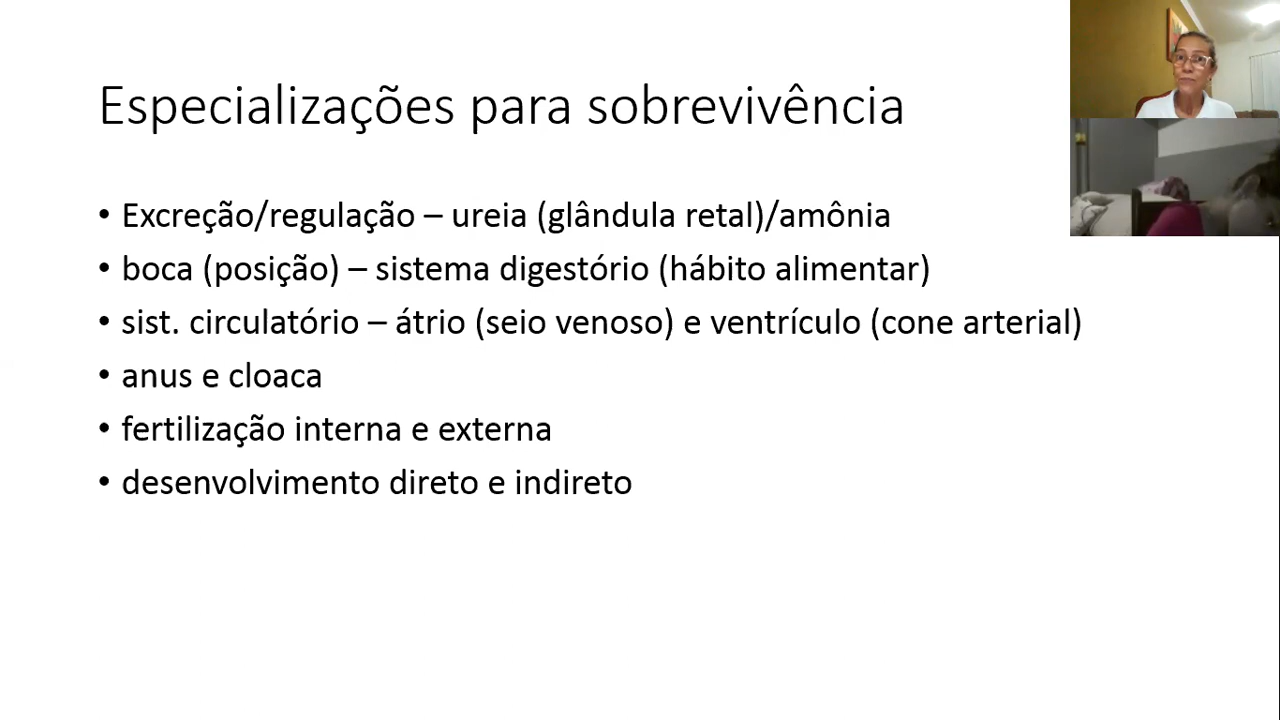 Especializações para sobrevivência
• Excreção/regulação – ureia (glândula retal)/amônia
• boca (posição) – sistema digestório (hábito alimentar)
• sist. circulatório – átrio (seio venoso) e ventrículo (cone arterial)
• anus e cloaca
• fertilização interna e externa
• desenvolvimento direto e indireto